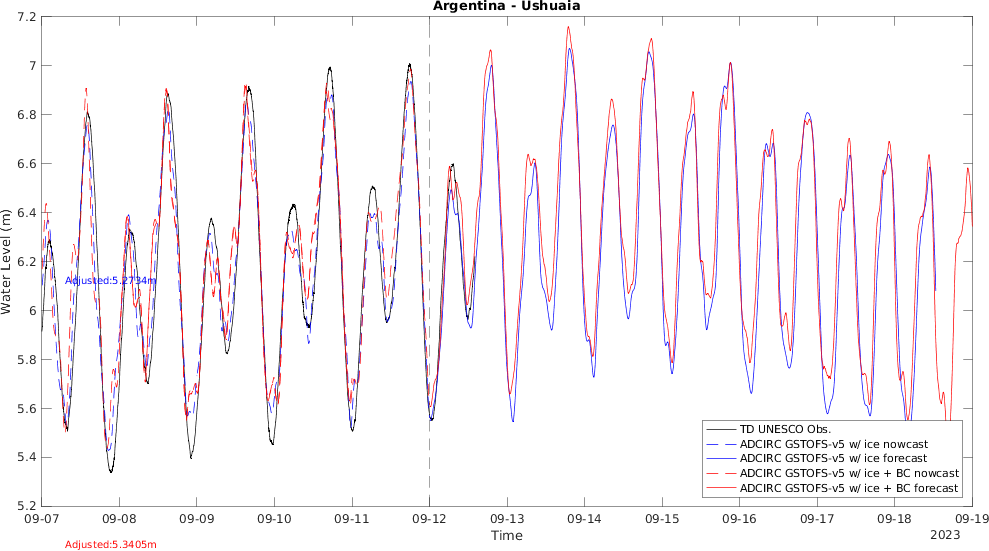 Argentina - Ushuaia
7.2
7
6.8
6.6
6.4
6.2
6
5.8
5.6
5.4
5.2
Water Level (m)
Adjusted:5.2734m
TD UNESCO Obs.
ADCIRC GSTOFS-v5 w/ ice nowcast
ADCIRC GSTOFS-v5 w/ ice forecast
ADCIRC GSTOFS-v5 w/ ice + BC nowcast
ADCIRC GSTOFS-v5 w/ ice + BC forecast
09-07 09-08 09-09 09-10 09-11 09-12 09-13 09-14 09-15 09-16 09-17 09-18 09-19
Time
2023
Adjusted:5.3405m